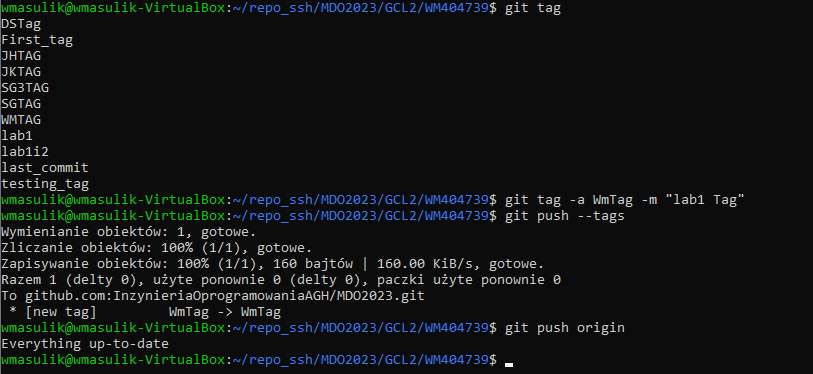 wmasulik@wmasulik-VirtualBox:~/repo_ssh/MDO2023/GCL2/WM404739$ git tag
DSTag
First_tag
JHTAG
JKTAG
SG3TAG
SGTAG
WMTAG
lab1
lab1i2
last_commit
testing_tag
wmasulik@wmasulik-VirtualBox:~/repo_ssh/MDO2023/GCL2/WM404739$ git tag -a WmTag -m "lab1 Tag"
wmasulik@wmasulik-VirtualBox:~/repo_ssh/MDO2023/GCL2/WM404739$ git push --tags
Wymienianie obiektów: 1, gotowe.
Zliczanie obiektów: 100% (1/1), gotowe.
Zapisywanie obiektów: 100% (1/1), 160 bajtów | 160.00 KiB/s, gotowe.
Razem 1 (delty 0), użyte ponownie 0 (delty 0), paczki użyte ponownie 0
To github.com:InzynieriaOprogramowaniaAGH/MDO2023.git
 * [new tag]         WmTag -> WmTag
wmasulik@wmasulik-VirtualBox:~/repo_ssh/MDO2023/GCL2/WM404739$ git push origin
Everything up-to-date
wmasulik@wmasulik-VirtualBox:~/repo_ssh/MDO2023/GCL2/WM404739$